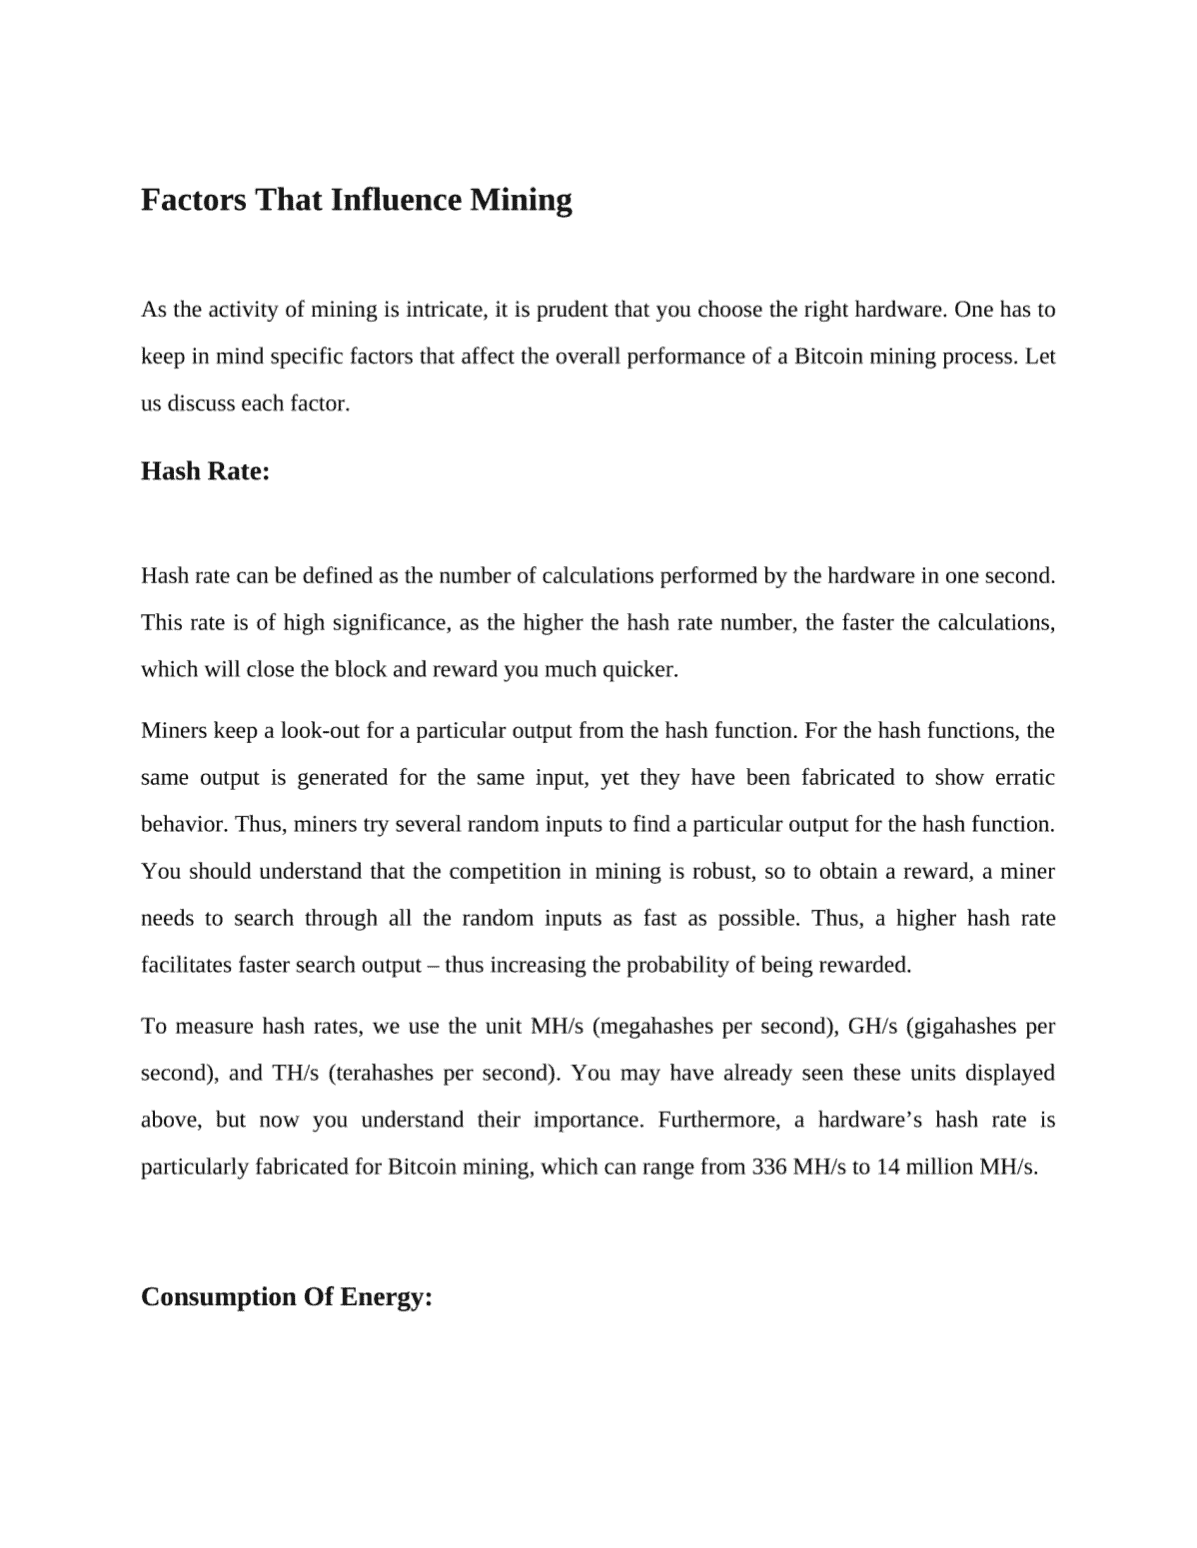 Factors That Influence Mining
As the activity of mining is intricate, it is prudent that you choose the right hardware. One has to
keep in mind specific factors that affect the overall performance of a Bitcoin mining process. Let
us discuss each factor.
Hash Rate:
Hash rate can be defined as the number of calculations performed by the hardware in one second.
This rate is of high significance, as the higher the hash rate number, the faster the calculations,
which will close the block and reward you much quicker.
Miners keep a look-out for a particular output from the hash function. For the hash functions, the
same output is generated for the same input, yet they have been fabricated to show erratic
behavior. Thus, miners try several random inputs to find a particular output for the hash function.
You should understand that the competition in mining is robust, so to obtain a reward, a miner
needs to search through all the random inputs as fast as possible. Thus, a higher hash rate
facilitates faster search output – thus increasing the probability of being rewarded.
To measure hash rates, we use the unit MH/s (megahashes per second), GH/s (gigahashes per
second), and TH/s (terahashes per second). You may have already seen these units displayed
above, but now you understand their importance. Furthermore, a hardware’s hash rate is
particularly fabricated for Bitcoin mining, which can range from 336 MH/s to 14 million MH/s.
Consumption Of Energy: